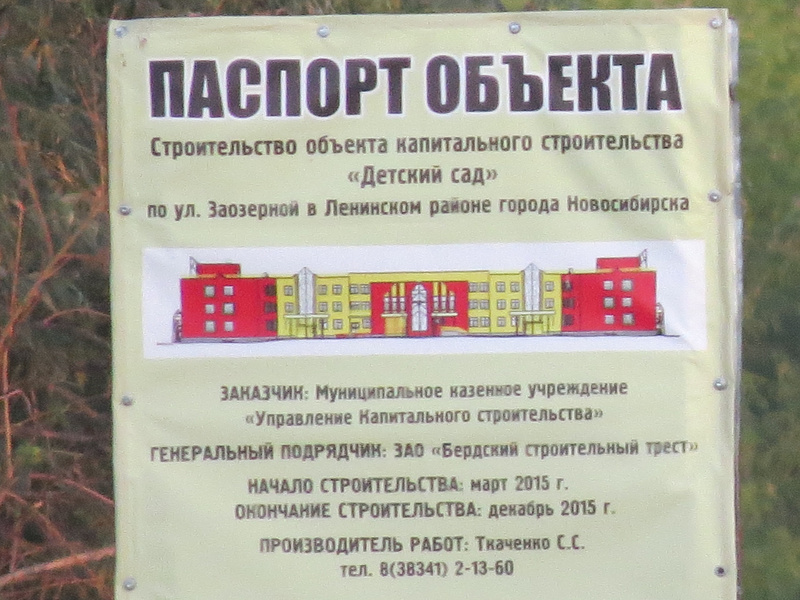 ПАСПОРТ ОБЪЕКТА
Строительство объекта капитального строительства
«Детский сад»
по ул. Заозерной в Ленинском районе города Новосибирска
ЗАКАЗЧИК: Муниципальное казенное учреждение
«Управление Капитального строительства»
ГЕНЕРАЛЬНЫЙ ПОДРЯДЧИК: ЗАО «Бердский строительный трест»
НАЧАЛО СТРОИТЕЛЬСТВА: март 2015 г.
ОКОНЧАНИЕ СТРОИТЕЛЬСТВА: декабрь 2015 г.
ПРОИЗВОДИТЕЛЬ РАБОТ: Ткаченко С.С.
тел. 8(38341) 2-13-60